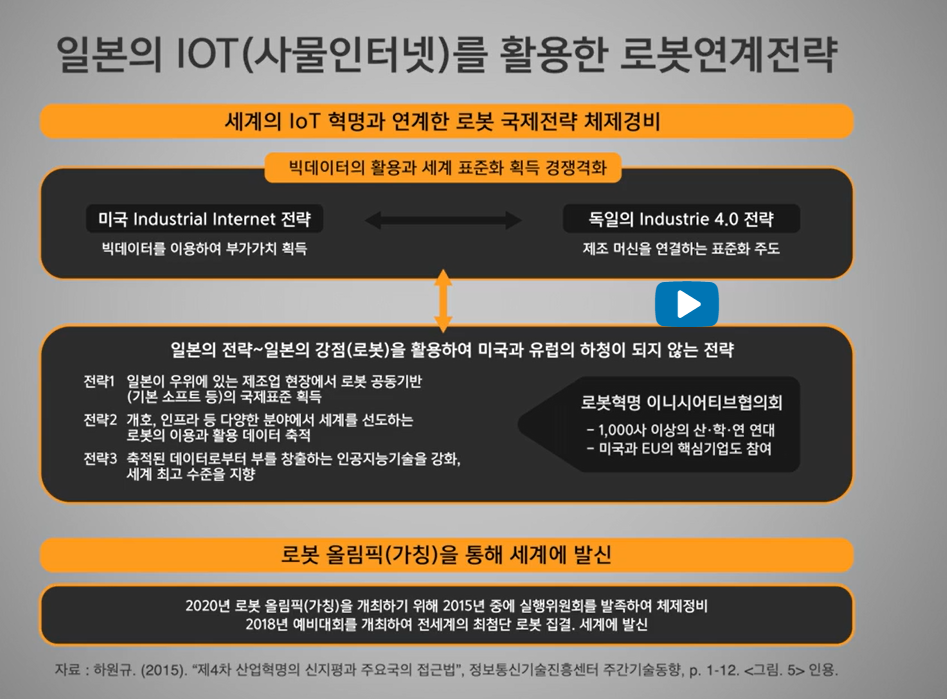 일본의 IOT(사물인터넷)를 활용한 로봇연계전략
세계의 IoT 혁명과 연계한 로봇 국제전략 체제경비
빅데이터의 활용과 세계 표준화 획득 경쟁격화
미국 Industrial Internet 전략
빅데이터를 이용하여 부가가치 획득
독일의 Industrie 4.0 전략
제조 머신을 연결하는 표준화 주도
일본의 전략~일본의 강점(로봇)을 활용하여 미국과 유럽의 하청이 되지 않는 전략
전략1 일본이 우위에 있는 제조업 현장에서 로봇 공동기반
(기본 소프트 등)의 국제표준 획득
전략2 개호, 인프라 등 다양한 분야에서 세계를 선도하는
로봇의 이용과 활용 데이터 축적
전략3 축적된 데이터로부터 부를 창출하는 인공지능기술을 강화,
세계 최고 수준을 지향
로봇혁명 이니시어티브협의회
- 1,000사 이상의 산·학·연 연대
- 미국과 EU의 핵심기업도 참여
로봇 올림픽(가칭)을 통해 세계에 발신
2020년 로봇 올림픽(가칭)을 개최하기 위해 2015년 중에 실행위원회를 발족하여 체제정비
2018년 예비대회를 개최하여 전세계의 최첨단 로봇 집결. 세계에 발신
자료 : 하원규. (2015). “제4차 산업혁명의 신지평과 주요국의 접근법”, 정보통신기술진흥센터 주간기술동향, p. 1-12. <그림. 5> 인용.